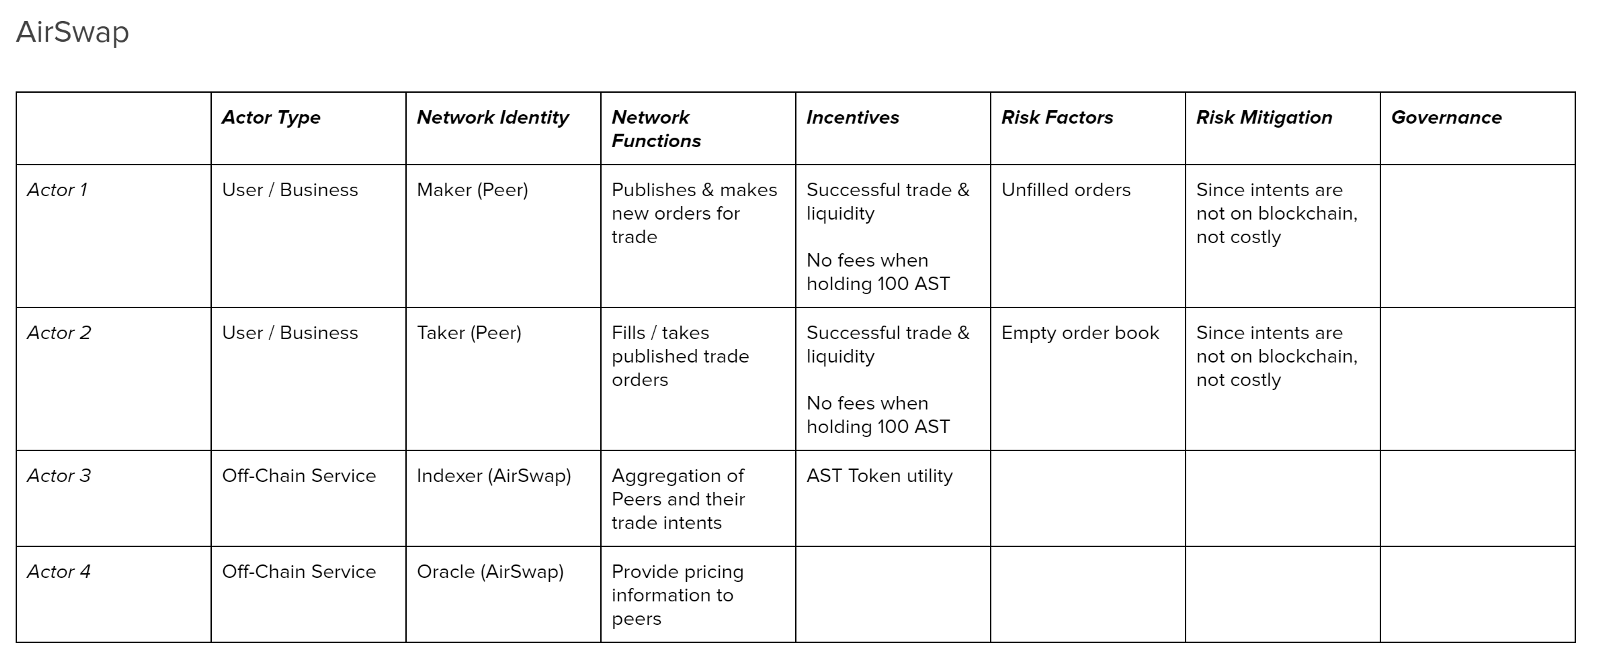 AirSwap
Actor Type
Network Identity
Network
Functions
Incentives
Risk Factors
Risk Mitigation
Governance
Actor 1
User / Business
Maker (Peer)
Publishes & makes
new orders for
trade
Successful trade &
liquidity
No fees when
holding 100 AST
Unfilled orders
Since intents are
not on blockchain,
not costly
Actor 2
User / Business
Taker (Peer)
Fills / takes
published trade
orders
Successful trade &
liquidity
No fees when
holding 100 AST
Empty order book
Since intents are
not on blockchain,
not costly
Actor 3
Off-Chain Service
Indexer (AirSwap)
Aggregation of
Peers and their
trade intents
AST Token utility
Actor 4
Off-Chain Service
Oracle (AirSwap)
Provide pricing
information to
peers